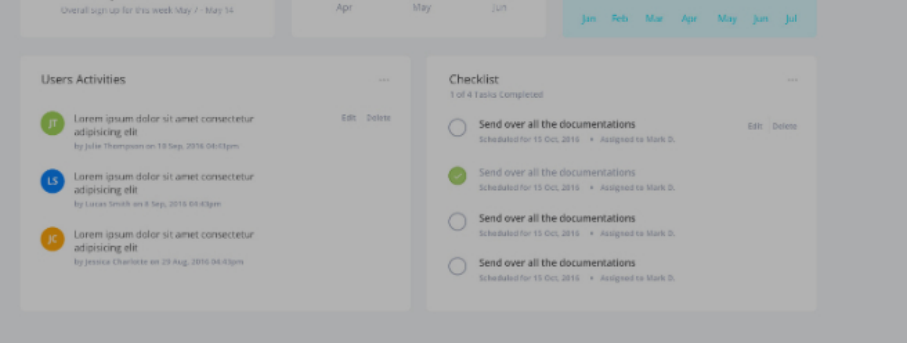 Overall sign up for this week May 7 - May 14
Apr May Jun
Jan Feb Mar Apr May Jun Jul
Users Activities
JT
Lorem ipsum dolor sit amet consectetur
adipisicing elit
by Julie Thompson on 10 Sep, 2016 04:43pm
Edit Delete
LS
Lorem ipsum dolor sit amet consectetur
adipisicing elit
by Lucas Smith on 8 Sep, 2016 04:43pm
JC
Lorem ipsum dolor sit amet consectetur
adipisicing elit
by Jessica Charlotte on 25 Aug, 2016 04:43pm
Checklist
1 of 4 Tasks Completed
Send over all the documentations
Scheduled for 15 Oct, 2016 • Assigned to Mark D.
Edit Delete
Send over all the documentations
Scheduled for 15 Oct, 2016 • Assigned to Mark D.
Send over all the documentations
Scheduled for 15 Oct, 2016 • Assigned to Mark D.
Send over all the documentations
Scheduled for 15 Oct, 2016 • Assigned to Mark D.